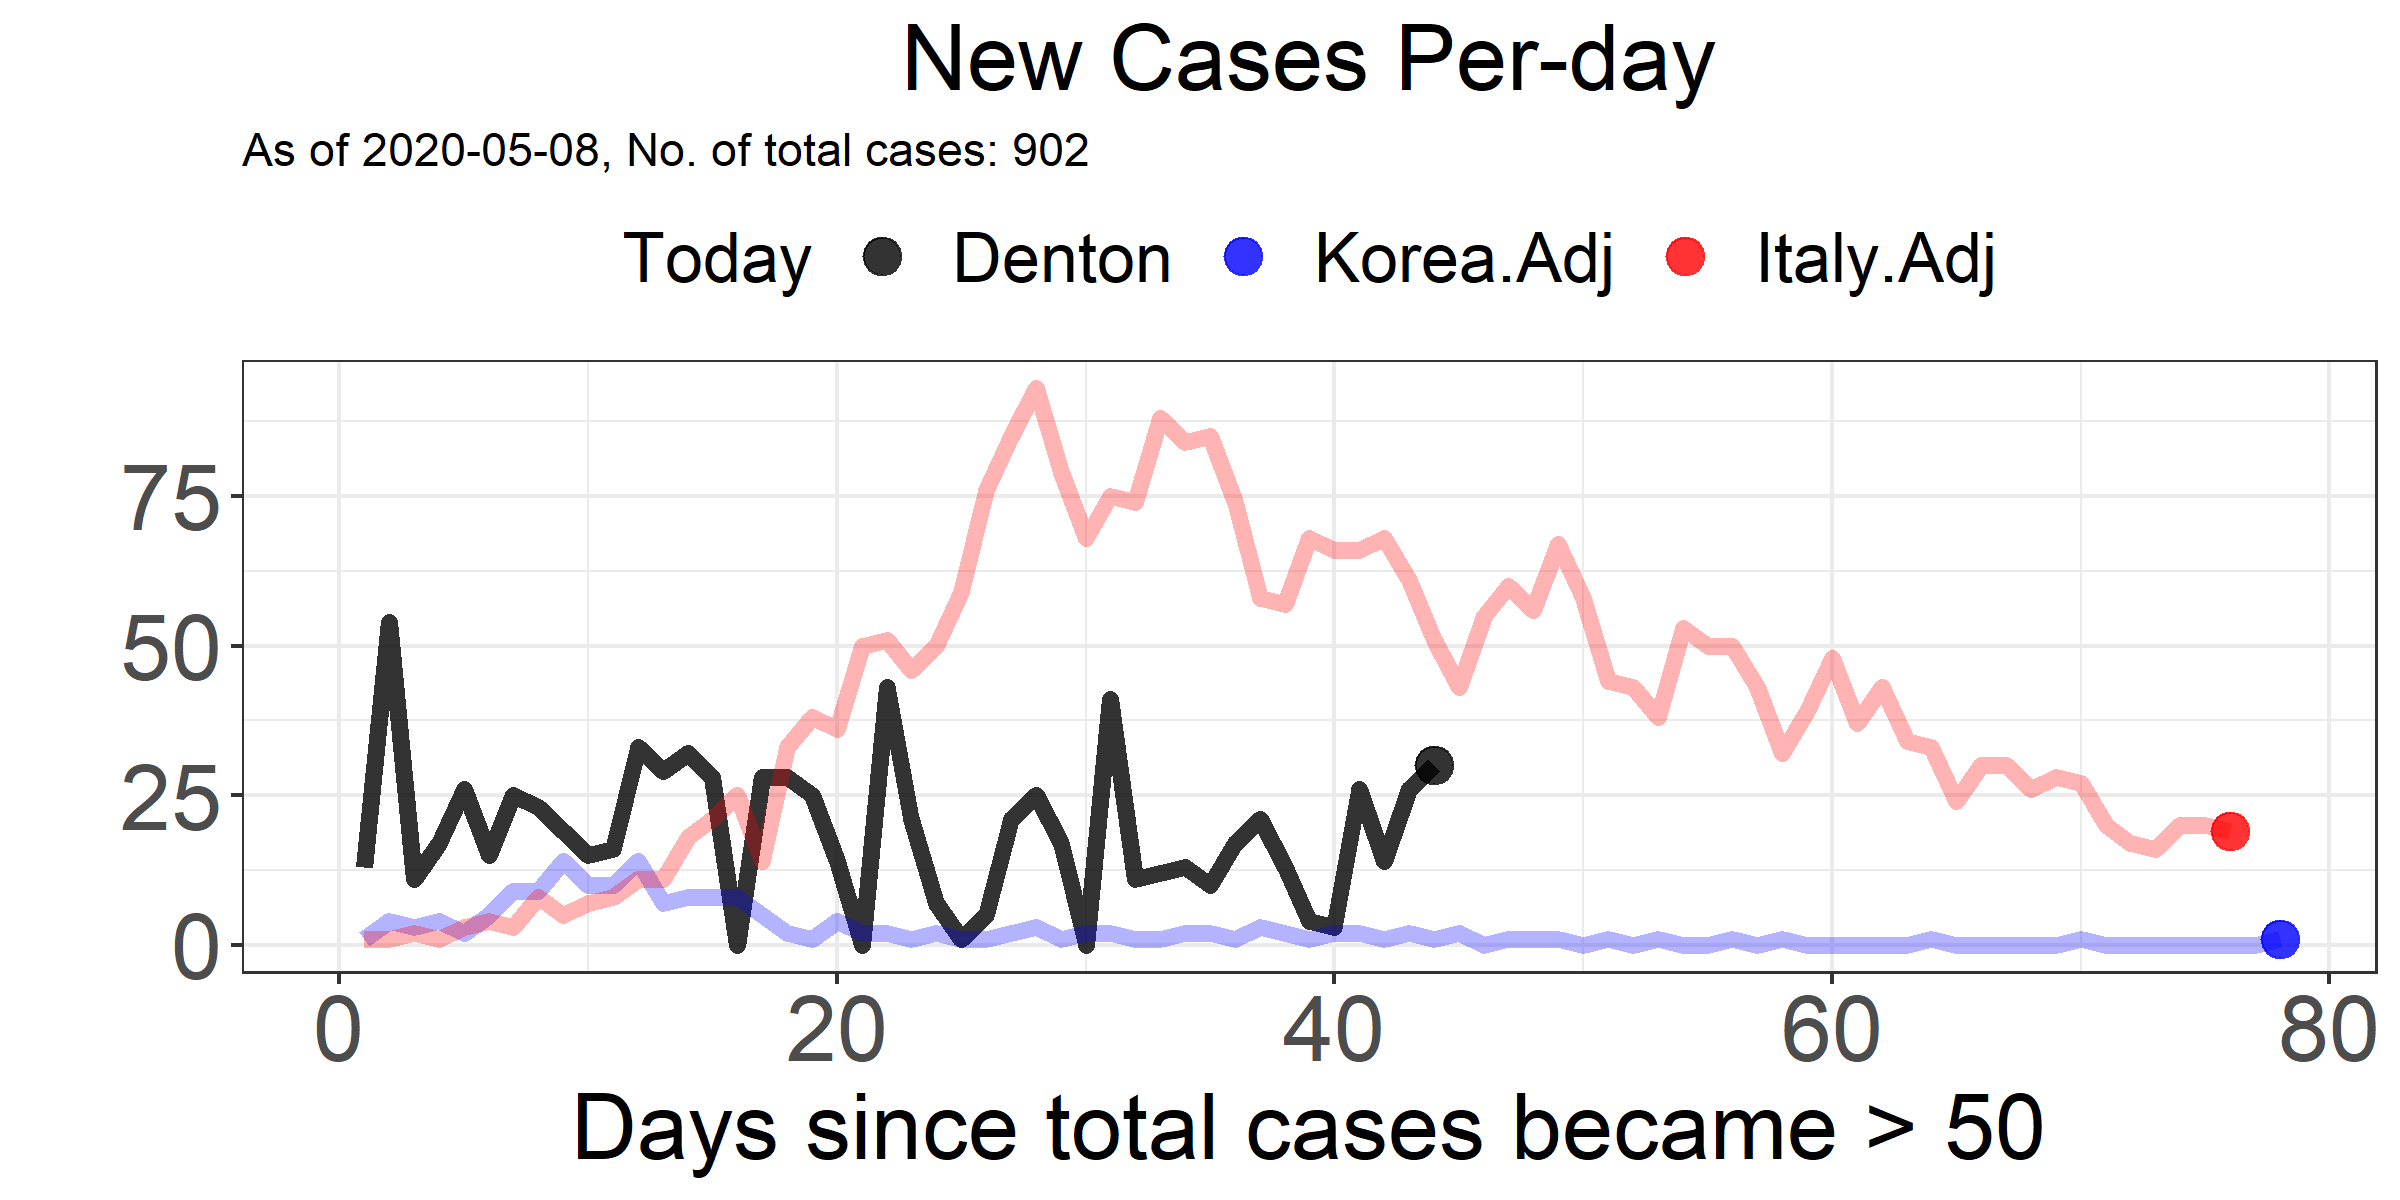 New Cases Per-day
As of 2020-05-08, No. of total cases: 902
Today Denton Korea.Adj Italy.Adj
75
50
25
0
0 20 40 60 80
Days since total cases became > 50